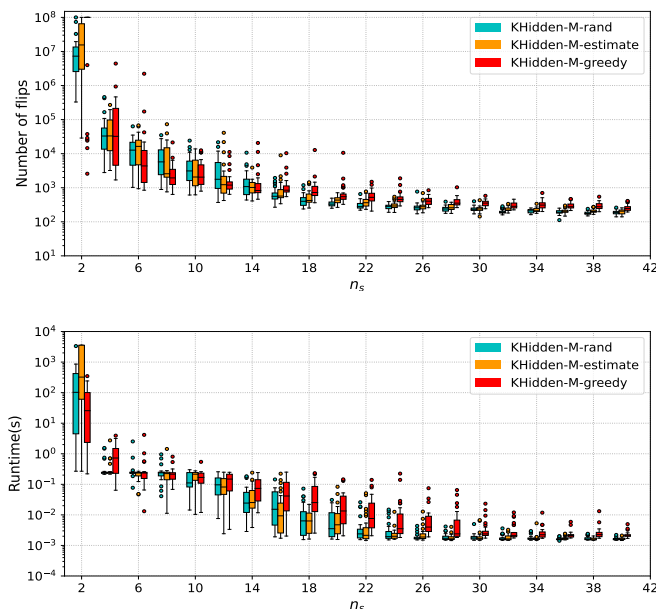 10^8
10^7
10^6
10^5
10^4
10^3
10^2
10^1
Number of flips
KHidden-M-rand
KHidden-M-estimate
KHidden-M-greedy
2 6 10 14 18 22 26 30 34 38 42
n_s
10^4
10^3
10^2
10^1
10^0
10^−1
10^−2
10^−3
10^−4
Runtime(s)
KHidden-M-rand
KHidden-M-estimate
KHidden-M-greedy
2 6 10 14 18 22 26 30 34 38 42
n_s